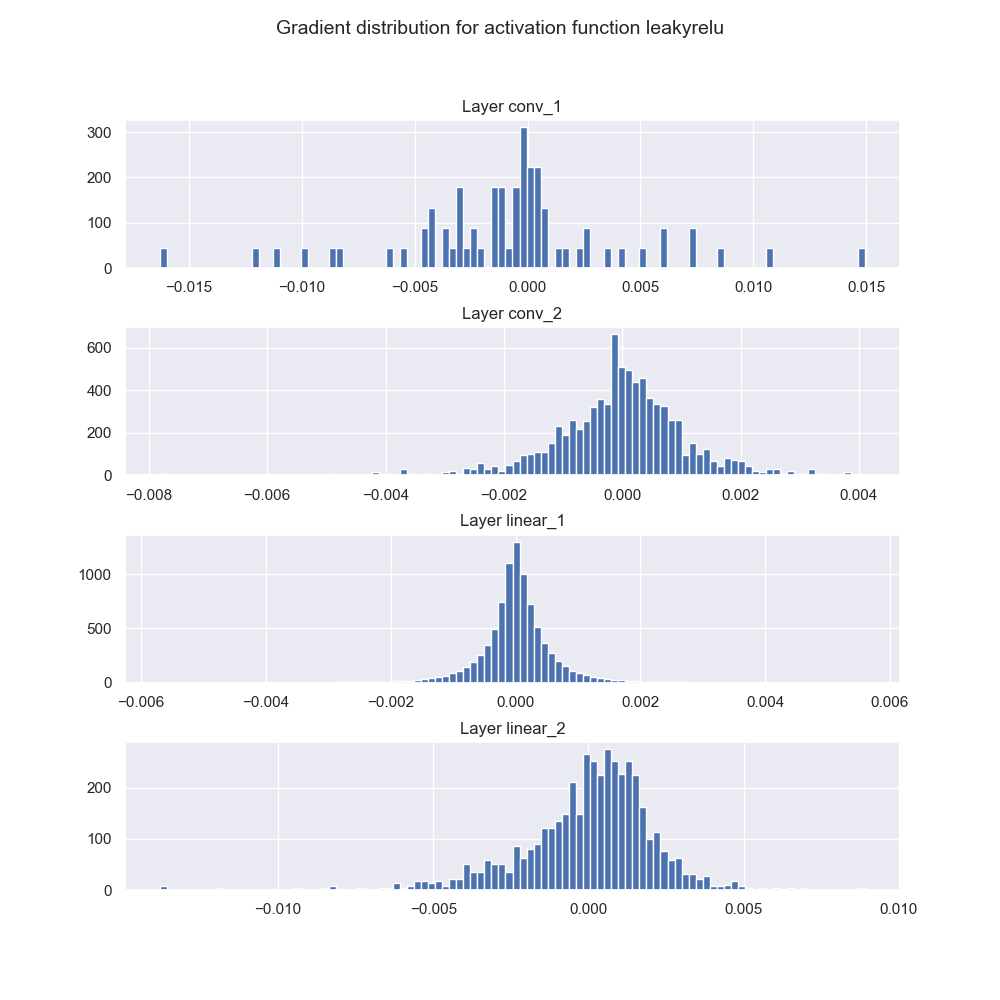 Gradient distribution for activation function leakyrelu
Layer conv_1
300
200
100
0
−0.015 −0.010 −0.005 0.000 0.005 0.010 0.015
Layer conv_2
600
400
200
0
−0.008 −0.006 −0.004 −0.002 0.000 0.002 0.004
Layer linear_1
1000
500
0
−0.006 −0.004 −0.002 0.000 0.002 0.004 0.006
Layer linear_2
200
100
0
−0.010 −0.005 0.000 0.005 0.010